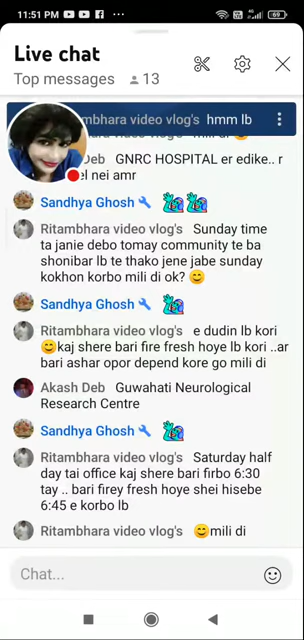 11:51 PM
4G
69
Live chat
Top messages 13
ambhara video vlog's hmm lb
Deb GNRC HOSPITAL er edike.. r
el nei amr
Sandhya Ghosh
Ritambhara video vlog's Sunday time
ta janie debo tomay community te ba
shonibar lb te thako jene jabe sunday
kokhon korbo mili di ok? 😊
Sandhya Ghosh
Ritambhara video vlog's e dudin lb kori
😊kaj shere bari fire fresh hoye lb kori ..ar
bari ashar opor depend kore go mili di
Akash Deb Guwahati Neurological
Research Centre
Sandhya Ghosh
Ritambhara video vlog's Saturday half
day tai office kaj shere bari firbo 6:30
tay .. bari firey fresh hoye shei hisebe
6:45 e korbo lb
Ritambhara video vlog's 😊mili di
Chat...